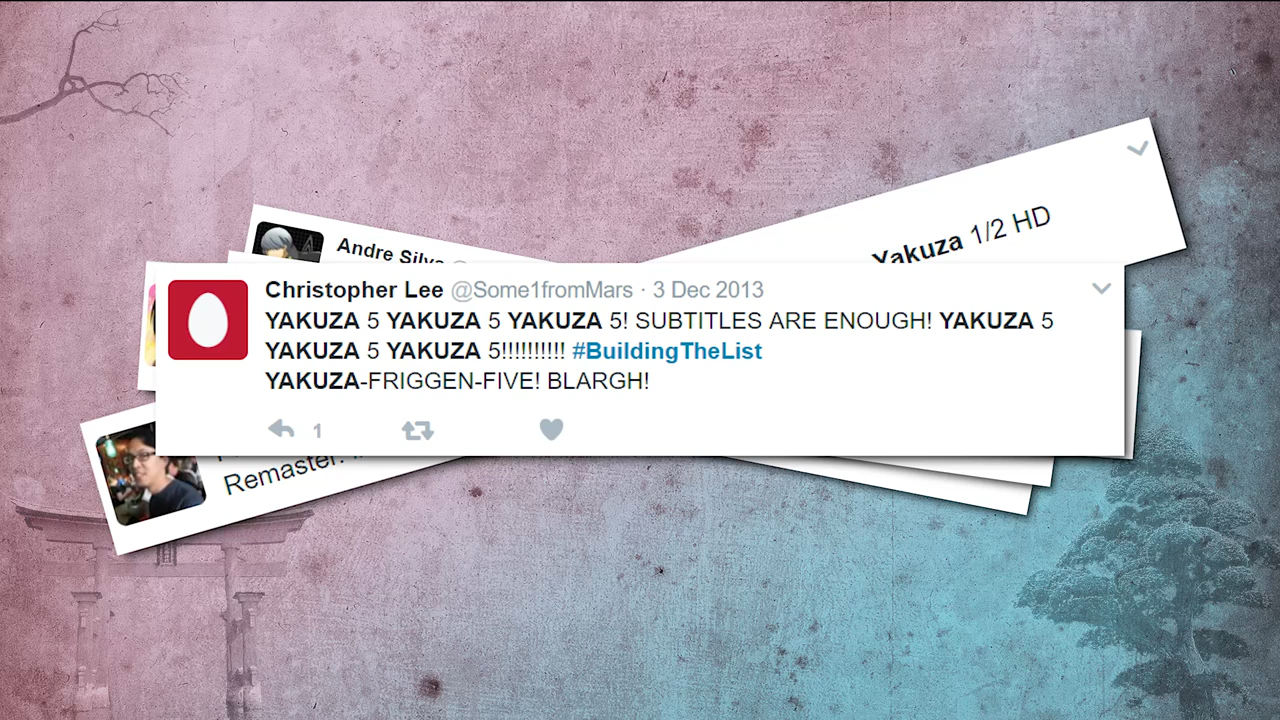 Yakuza 1/2 HD
Andre Silva
Christopher Lee @Some1fromMars · 3 Dec 2013
YAKUZA 5 YAKUZA 5 YAKUZA 5! SUBTITLES ARE ENOUGH! YAKUZA 5
YAKUZA 5 YAKUZA 5!!!!!!!!!! #BuildingTheList
YAKUZA-FRIGGEN-FIVE! BLARGH!
1
Remaster.